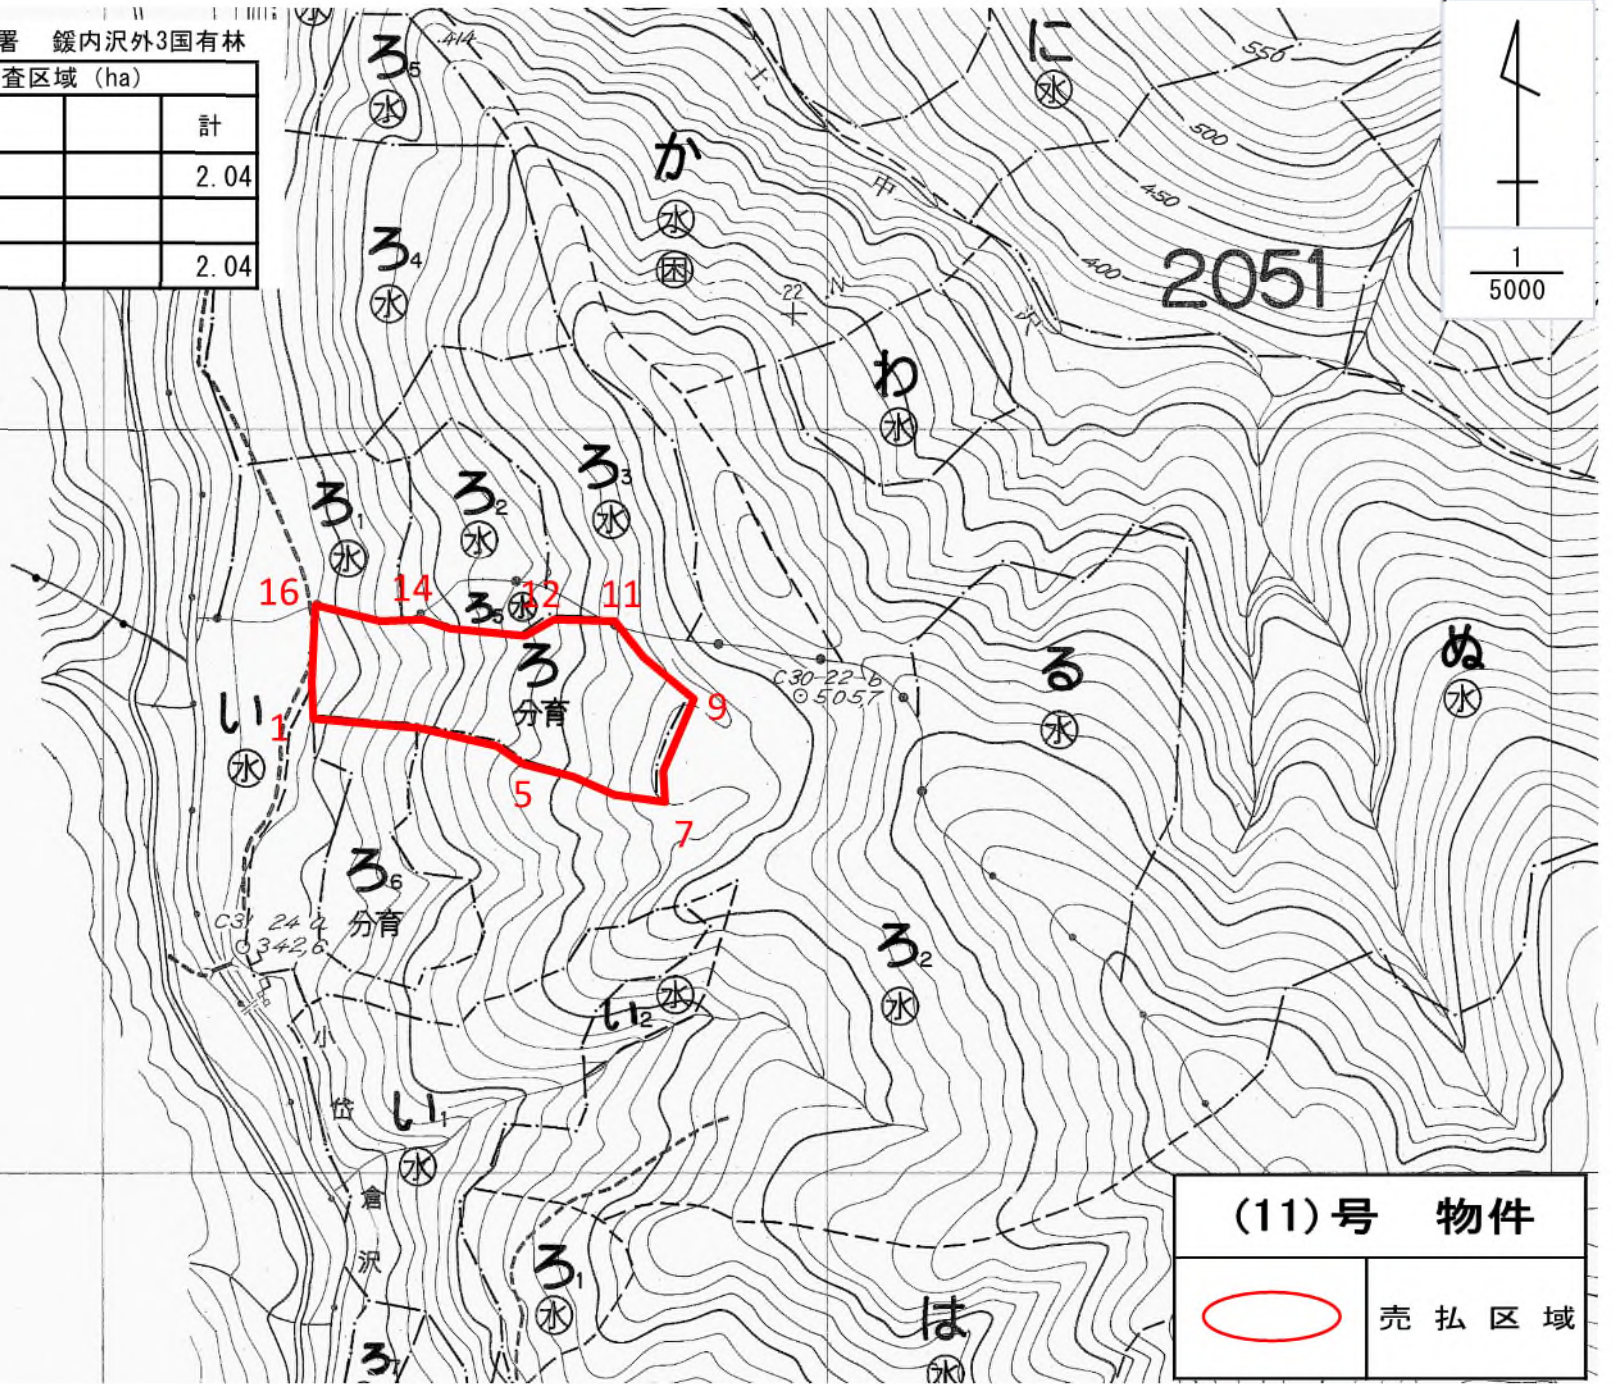 署　鍰内沢外3国有林
査区域 (ha)
計
2.04
2.04
ろ5
水
414
に
水
550
土
か
水
困
500
中
450
ろ4
水
400
2051
1
5000
22
N
沢
わ
水
ろ3
水
ろ2
水
ろ1
水
16
14
12
11
ろ5
水
ろ
分育
C30-22-b
505.7
る
水
ぬ
水
い
水
1
9
5
7
ろ6
分育
342.6
ろ2
水
い2
水
小
岱
倉
沢
い1
水
ろ1
水
ろ7
は
水
(11)号　物件
売払区域